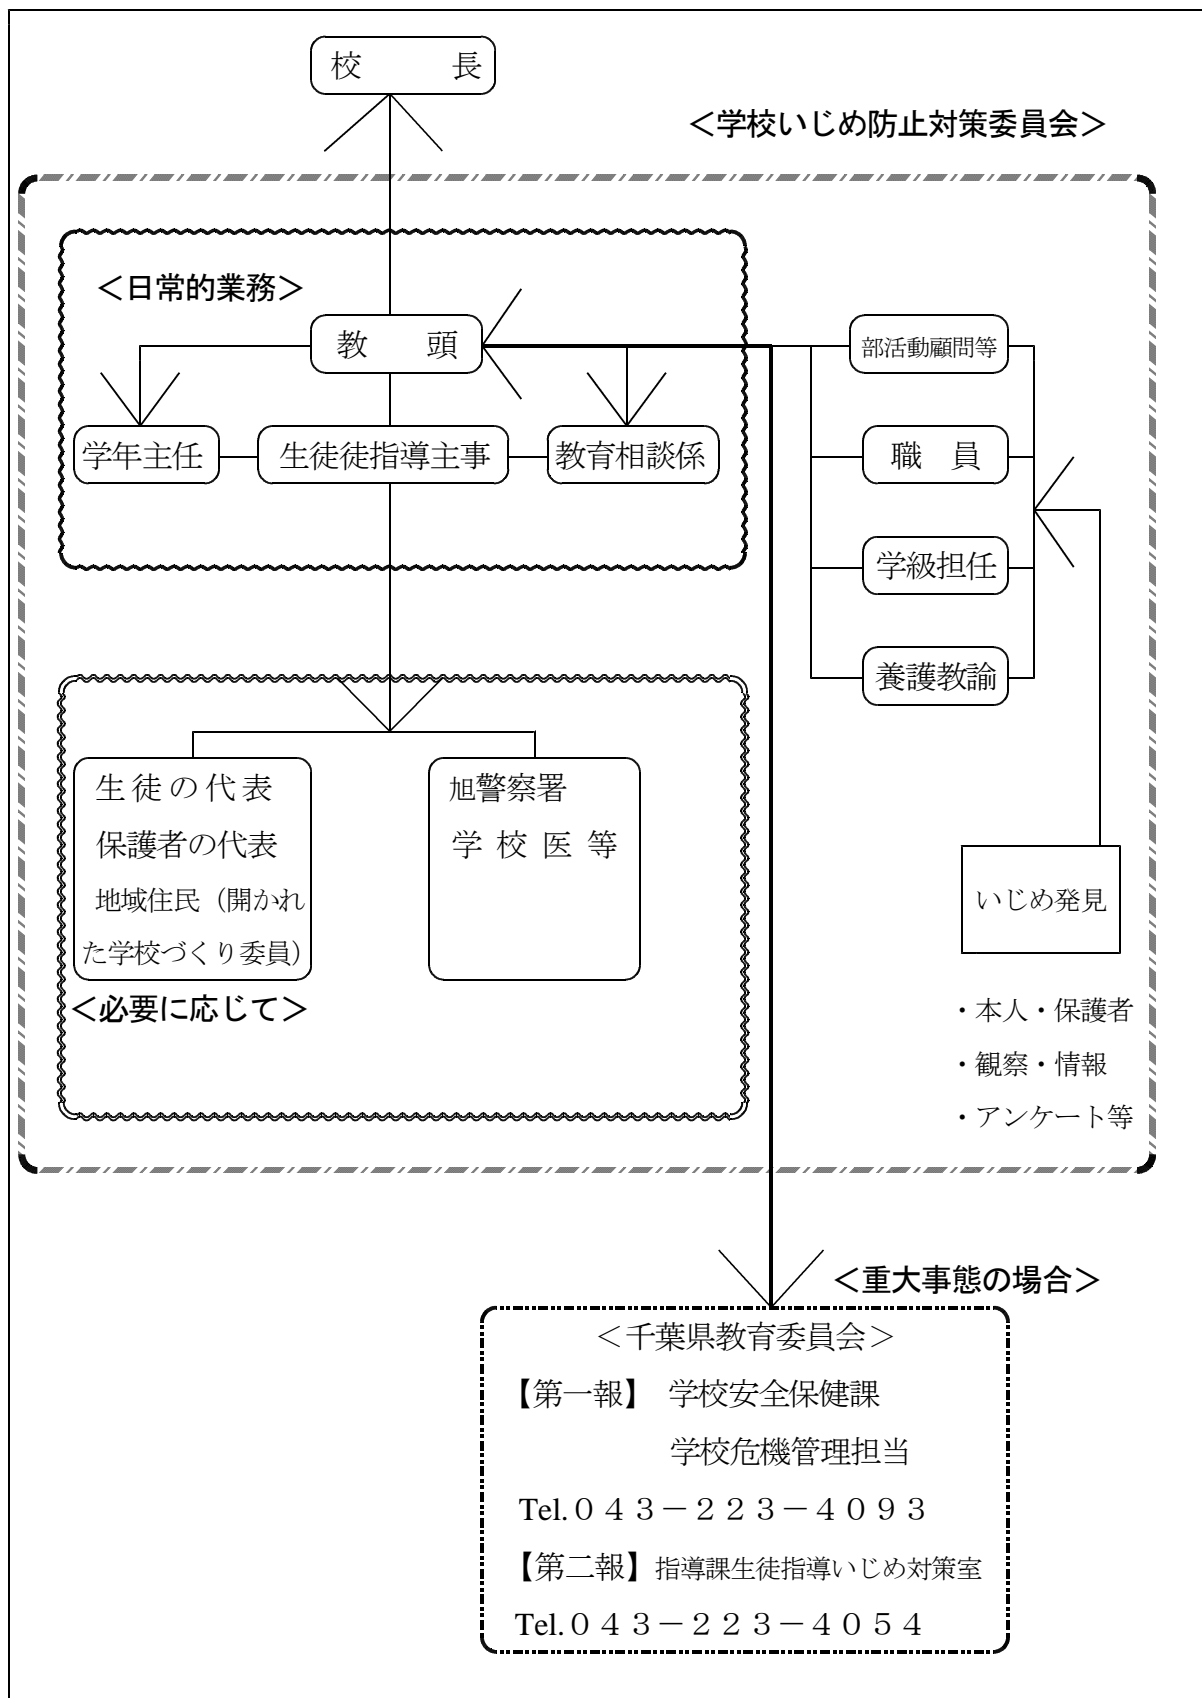 校　　　長
＜学校いじめ防止対策委員会＞
＜日常的業務＞
教　　頭
部活動顧問等
学年主任
生徒徒指導主事
教育相談係
職　員
学級担任
養護教諭
生徒の代表
保護者の代表
地域住民（開かれ
た学校づくり委員）
旭警察署
学校医等
＜必要に応じて＞
いじめ発見
・本人・保護者
・観察・情報
・アンケート等
＜重大事態の場合＞
＜千葉県教育委員会＞
【第一報】　学校安全保健課
学校危機管理担当
Tel.０４３－２２３－４０９３
【第二報】指導課生徒指導いじめ対策室
Tel.０４３－２２３－４０５４